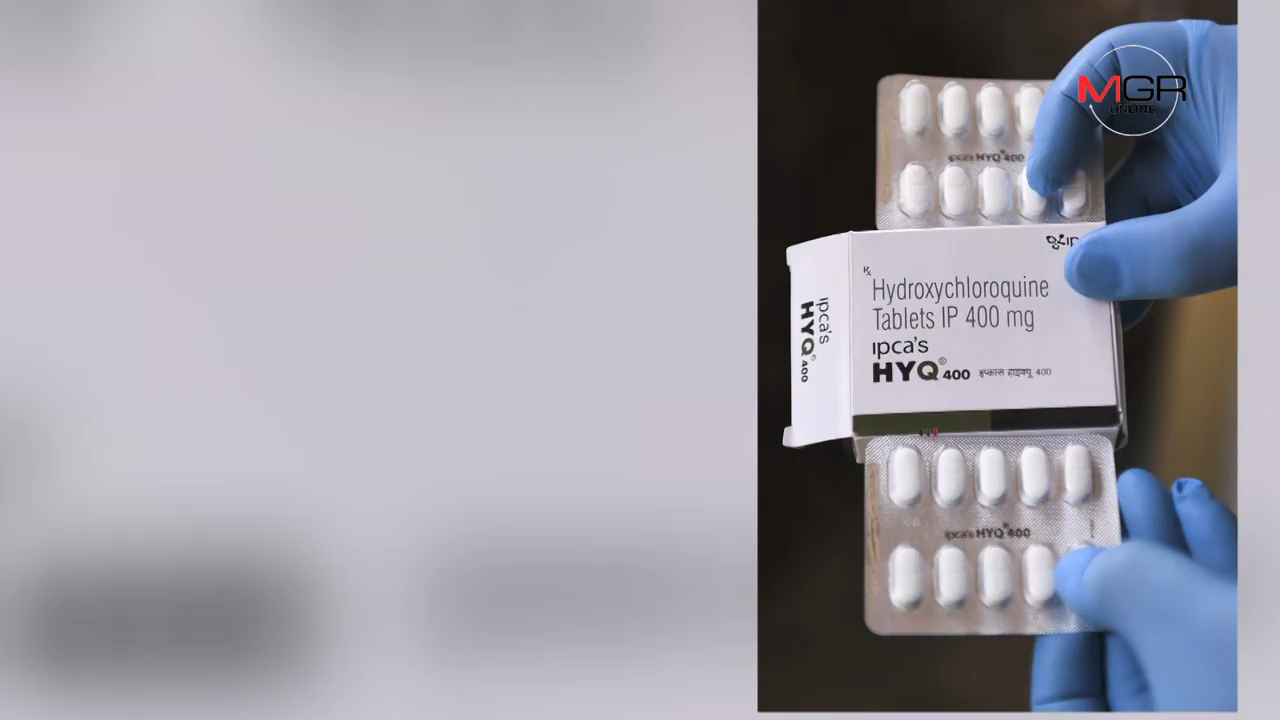 MGR
ONLINE
ipca's HYQ® 400
Rx
Hydroxychloroquine
Tablets IP 400 mg
ipca's
HYQ® 400 इप्कास हाइक्यू 400
ipca's
HYQ® 400
ipca's HYQ® 400